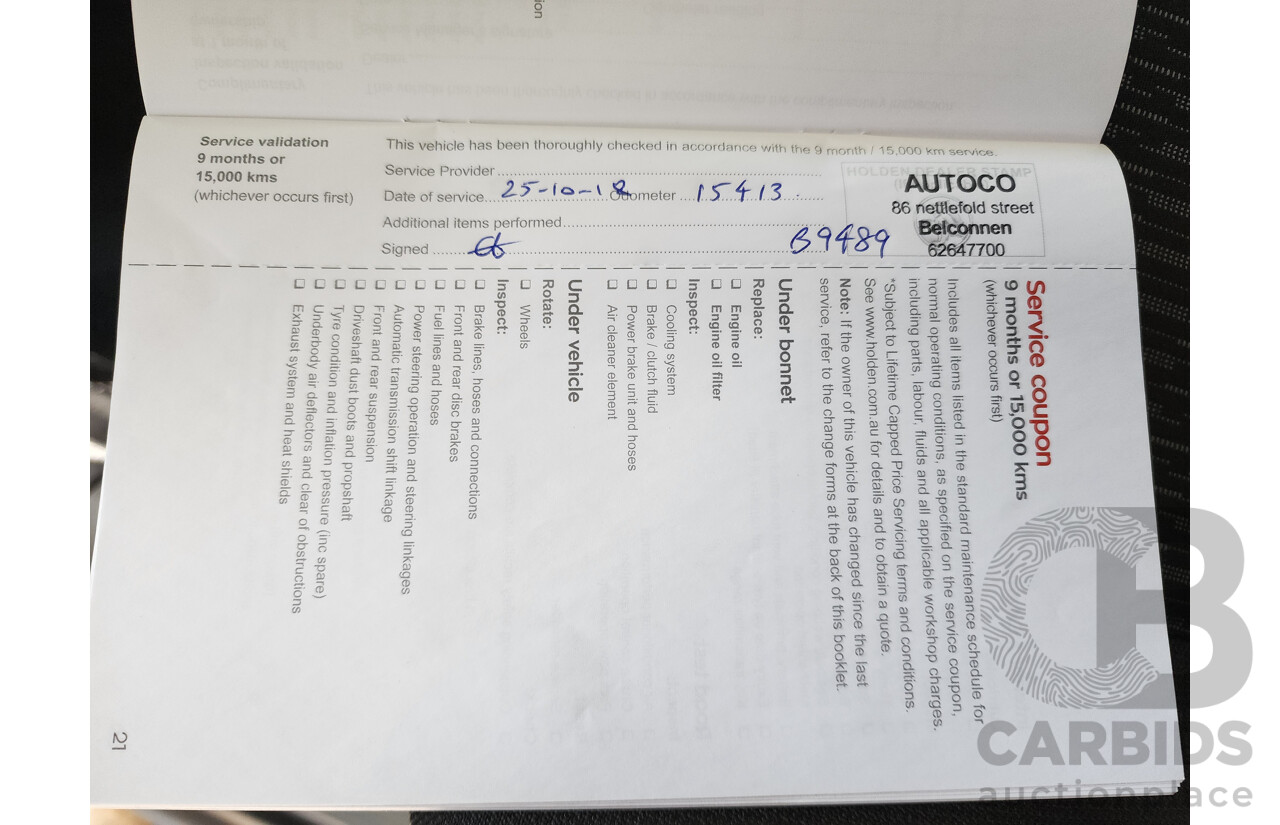 ion
Service validation
9 months or
15,000 kms
(whichever occurs first)
This vehicle has been thoroughly checked in accordance with the 9 month / 15,000 km service.
Service Provider
Date of service 25-10-18 Odometer 15413
Additional items performed
Signed B9489
HOLDEN DEALER STAMP
AUTOCO
86 nettlefold street
Belconnen
62647700
Service coupon
9 months or 15,000 kms
(whichever occurs first)
Includes all items listed in the standard maintenance schedule for
normal operating conditions, as specified on the service coupon,
including parts, labour, fluids and all applicable workshop charges.
*Subject to Lifetime Capped Price Servicing terms and conditions.
See www.holden.com.au for details and to obtain a quote.
Note: If the owner of this vehicle has changed since the last
service, refer to the change forms at the back of this booklet.
Under bonnet
Replace:
❑ Engine oil
❑ Engine oil filter
Inspect:
❑ Cooling system
❑ Brake / clutch fluid
❑ Power brake unit and hoses
❑ Air cleaner element
Under vehicle
Rotate:
❑ Wheels
Inspect:
❑ Brake lines, hoses and connections
❑ Front and rear disc brakes
❑ Fuel lines and hoses
❑ Power steering operation and steering linkages
❑ Automatic transmission shift linkage
❑ Front and rear suspension
❑ Driveshaft dust boots and propshaft
❑ Tyre condition and inflation pressure (inc spare)
❑ Underbody air deflectors and clear of obstructions
❑ Exhaust system and heat shields
21
CB
CARBIDS
auctionplace